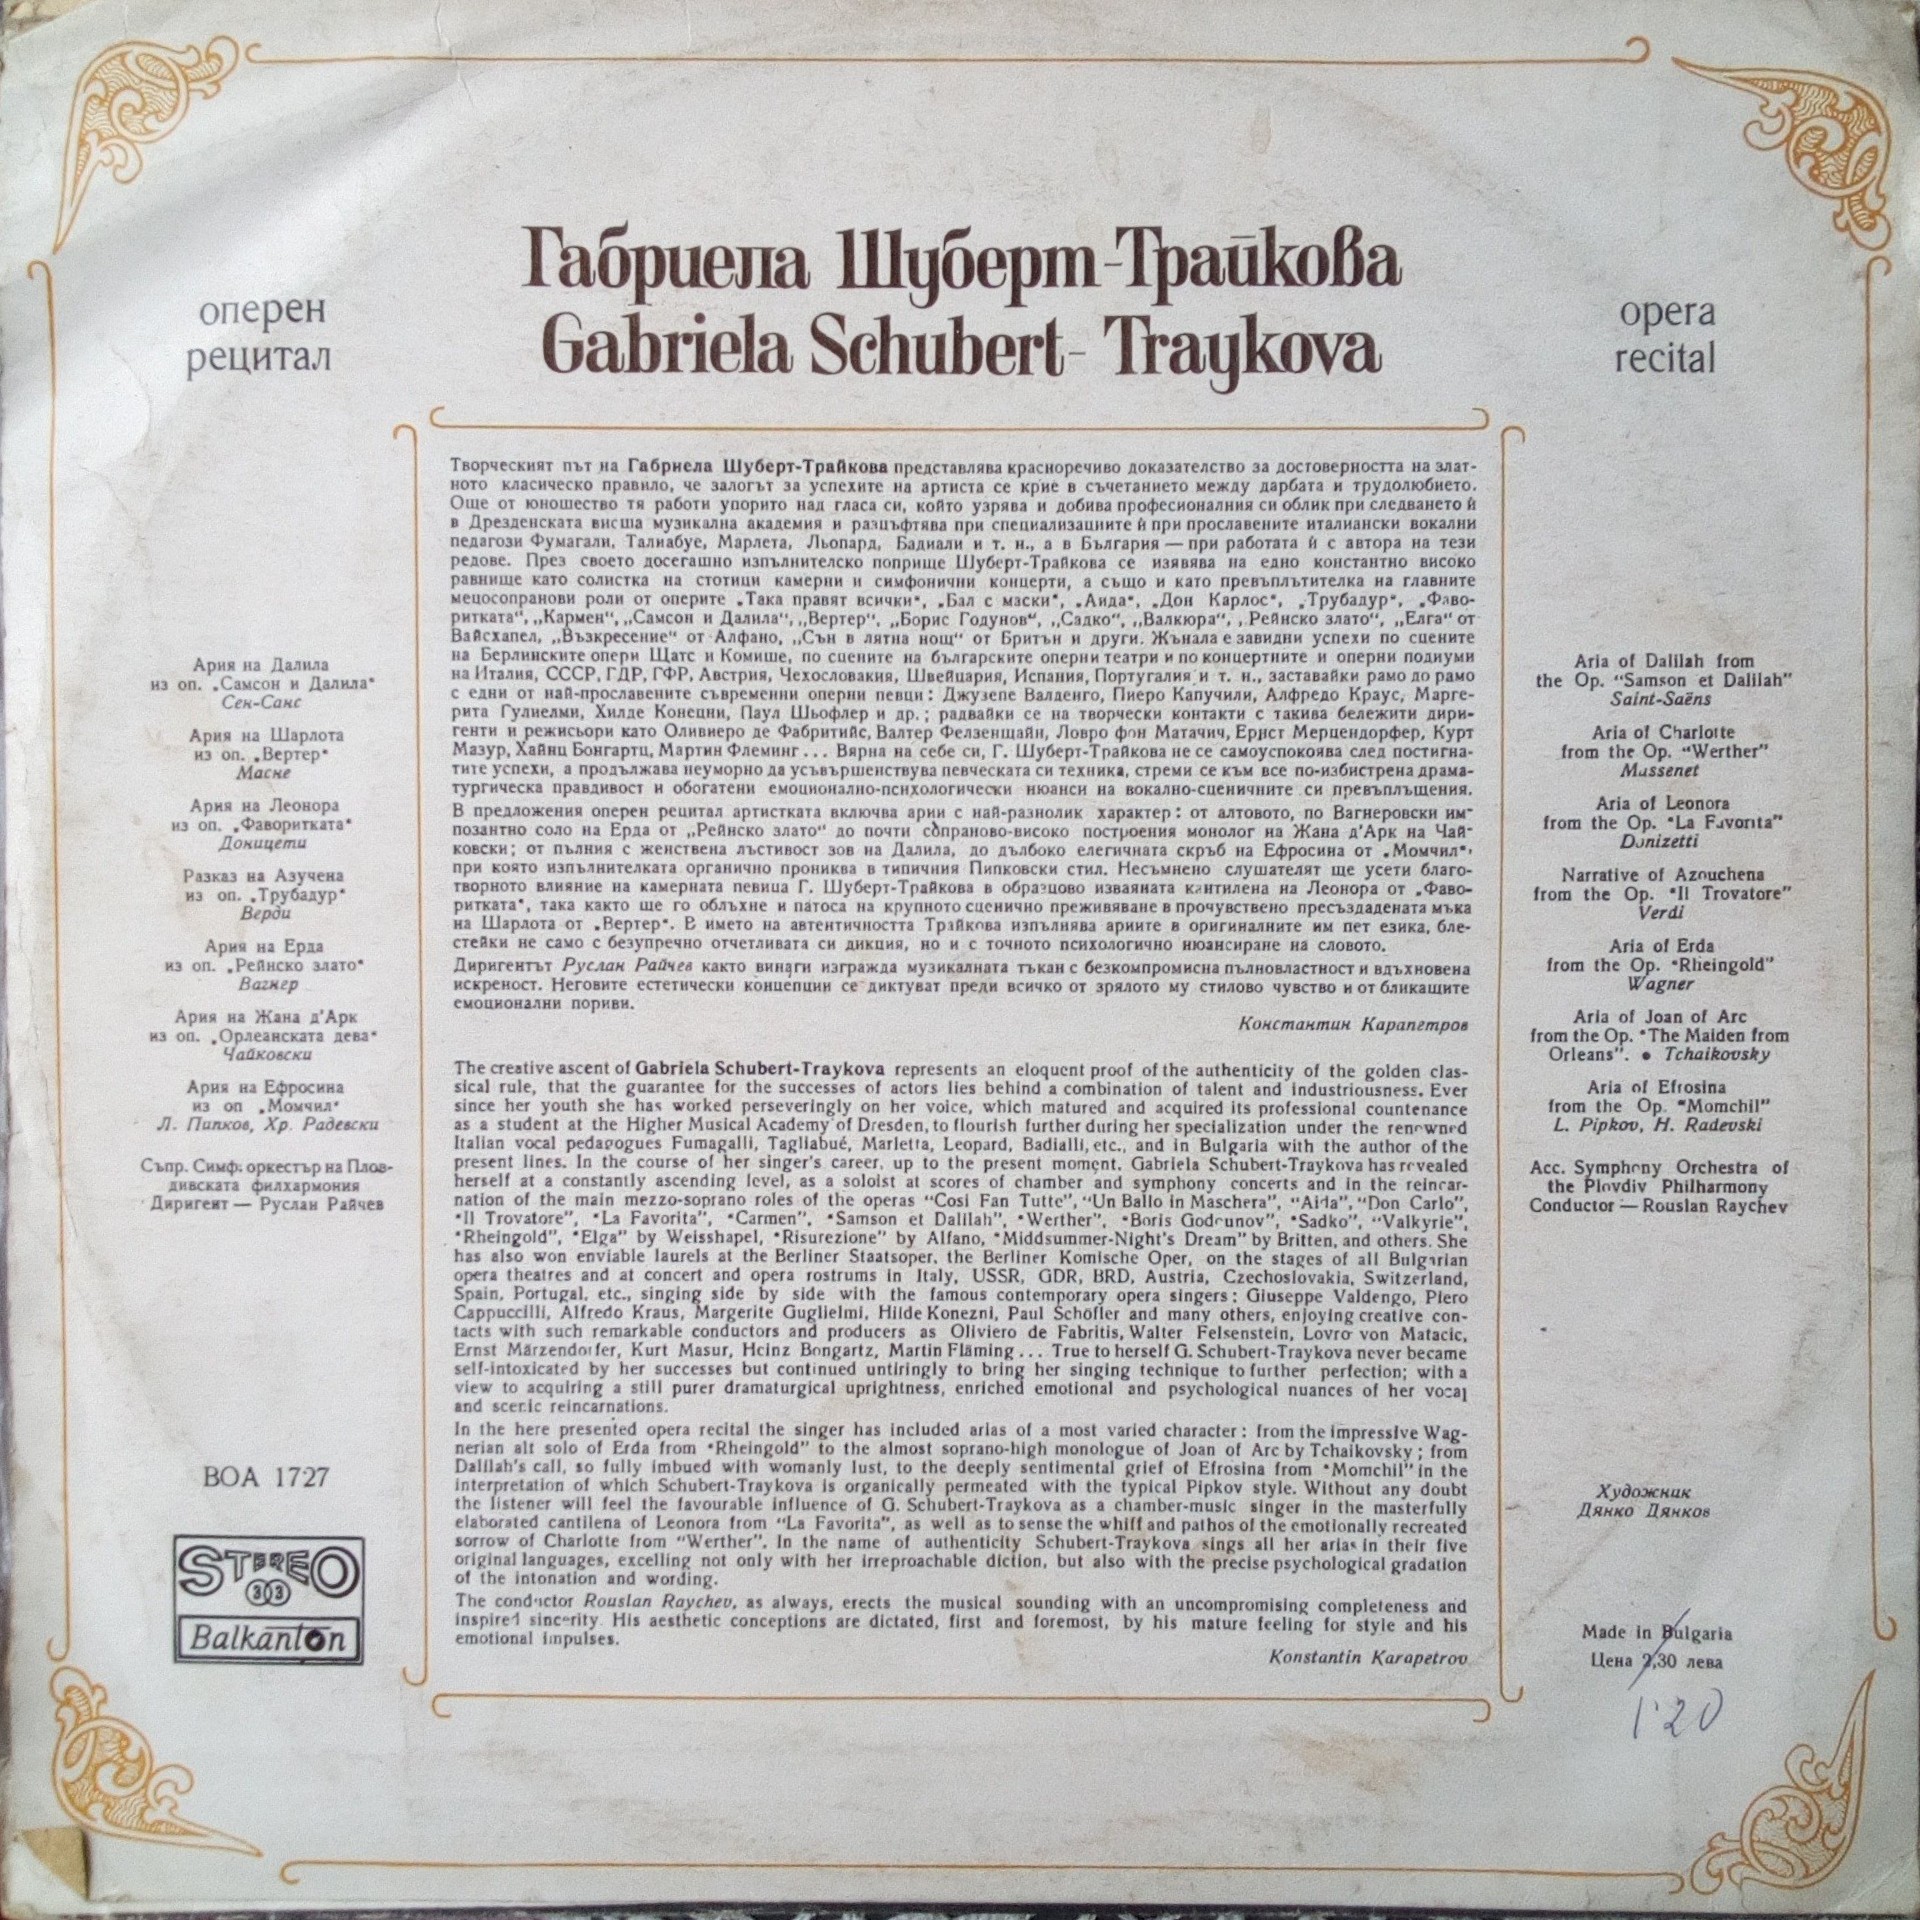 Габриела Шуберт-Трайкова
Gabriela Schubert-Traykova
оперен
рецитал
opera
recital
Ария на Далила
из оп. „Самсон и Далила“
Сен-Санс
Ария на Шарлота
из оп. „Вертер“
Масне
Ария на Леонора
из оп. „Фаворитката“
Доницети
Разказ на Азучена
из оп. „Трубадур“
Верди
Ария на Ерда
из оп. „Рейнско злато“
Вагнер
Ария на Жана д'Арк
из оп. „Орлеанската дева“
Чайковски
Ария на Ефросина
из оп „Момчил“
Л. Пипков, Хр. Радевски
Съпр. Симф. оркестър на Плов-
дивската филхармония
Диригент — Руслан Райчев
ВОА 1727
STEREO
33
Balkanton
Творческият път на Габриела Шуберт-Трайкова представлява красноречиво доказателство за достоверността на злат-
ното класическо правило, че залогът за успехите на артиста се крие в съчетанието между дарбата и трудолюбието.
Още от юношество тя работи упорито над гласа си, който узрява и добива професионалния си облик при следването ѝ
в Дрезденската висша музикална академия и разцъфтява при специализациите ѝ при прославените италиански вокални
педагози Фумагали, Талиабуе, Марлета, Льопард, Бадиали и т. н., а в България — при работата ѝ с автора на тези
редове. През своето досегашно изпълнителско поприще Шуберт-Трайкова се изявява на едно константно високо
равнище като солистка на стотици камерни и симфонични концерти, а също и като превъплътителка на главните
мецосопранови роли от оперите „Така правят всички“, „Бал с маски“, „Аида“, „Дон Карлос“, „Трубадур“, „Фаво-
ритката“, „Кармен“, „Самсон и Далила“, „Вертер“, „Борис Годунов“, „Садко“, „Валкюра“, „Рейнско злато“, „Елга“ от
Вайсхапел, „Възкресение“ от Алфано, „Сън в лятна нощ“ от Бритън и други. Жънала е завидни успехи по сцените
на Берлинските опери Щатс и Комише, по сцените на българските оперни театри и по концертните и оперни подиуми
на Италия, СССР, ГДР, ГФР, Австрия, Чехословакия, Швейцария, Испания, Португалия и т. н., заставайки рамо до рамо
с едни от най-прославените съвременни оперни певци: Джузепе Валденго, Пиеро Капучили, Алфредо Краус, Марге-
рита Гулиелми, Хилде Конецни, Паул Шьофлер и др.; радвайки се на творчески контакти с такива бележити дири-
генти и режисьори като Оливиеро де Фабритийс, Валтер Фелзенщайн, Ловро фон Матачич, Ернст Мерцендорфер, Курт
Мазур, Хайнц Бонгартц, Мартин Флеминг... Вярна на себе си, Г. Шуберт-Трайкова не се самоуспокоява след постигна-
тите успехи, а продължава неуморно да усъвършенствува певческата си техника, стреми се към все по-избистрена драма-
тургическа правдивост и обогатени емоционално-психологически нюанси на вокално-сценичните си превъплъщения.
В предложения оперен рецитал артистката включва арии с най-разнолик характер: от алтовото, по Вагнеровски им-
позантно соло на Ерда от „Рейнско злато“ до почти сопраново-високо построения монолог на Жана д'Арк на Чай-
ковски; от пълния с женствена лъстивост зов на Далила, до дълбоко елегичната скръб на Ефросина от „Момчил“,
при която изпълнителката органично прониква в типичния Пипковски стил. Несъмнено слушателят ще усети благо-
творното влияние на камерната певица Г. Шуберт-Трайкова в образцово изваяната кантилена на Леонора от „Фаво-
ритката“, така както ще го облъхне и патоса на крупното сценично преживяване в прочувствено пресъздадената мъка
на Шарлота от „Вертер“. В името на автентичността Трайкова изпълнява ариите в оригиналните им пет езика, бле-
стейки не само с безупречно отчетливата си дикция, но и с точното психологично нюансиране на словото.
Диригентът Руслан Райчев както винаги изгражда музикалната тъкан с безкомпромисна пълновластност и вдъхновена
искреност. Неговите естетически концепции се диктуват преди всичко от зрялото му стилово чувство и от бликащите
емоционални пориви.
Константин Карапетров
The creative ascent of Gabriela Schubert-Traykova represents an eloquent proof of the authenticity of the golden clas-
sical rule, that the guarantee for the successes of actors lies behind a combination of talent and industriousness. Ever
since her youth she has worked perseveringly on her voice, which matured and acquired its professional countenance
as a student at the Higher Musical Academy of Dresden, to flourish further during her specialization under the renowned
Italian vocal pedagogues Fumagalli, Tagliabué, Marletta, Leopard, Badialli, etc., and in Bulgaria with the author of the
present lines. In the course of her singer's career, up to the present moment, Gabriela Schubert-Traykova has revealed
herself at a constantly ascending level, as a soloist at scores of chamber and symphony concerts and in the reincar-
nation of the main mezzo-soprano roles of the operas “Cosi Fan Tutte”, “Un Ballo in Maschera”, “Aida”, “Don Carlo”,
“Il Trovatore”, “La Favorita”, “Carmen”, “Samson et Dalilah”, “Werther”, “Boris Godounov”, “Sadko”, “Valkyrie”,
“Rheingold”, “Elga” by Weisshapel, “Risurezione” by Alfano, “Middsummer-Night's Dream” by Britten, and others. She
has also won enviable laurels at the Berliner Staatsoper, the Berliner Komische Oper, on the stages of all Bulgarian
opera theatres and at concert and opera rostrums in Italy, USSR, GDR, BRD, Austria, Czechoslovakia, Switzerland,
Spain, Portugal, etc., singing side by side with the famous contemporary opera singers: Giuseppe Valdengo, Piero
Cappuccilli, Alfredo Kraus, Margerite Guglielmi, Hilde Konezni, Paul Schöfler and many others, enjoying creative con-
tacts with such remarkable conductors and producers as Oliviero de Fabritis, Walter Felsenstein, Lovro von Matacic,
Ernst Märzendorfer, Kurt Masur, Heinz Bongartz, Martin Fläming... True to herself G. Schubert-Traykova never became
self-intoxicated by her successes but continued untiringly to bring her singing technique to further perfection; with a
view to acquiring a still purer dramaturgical uprightness, enriched emotional and psychological nuances of her vocal
and scenic reincarnations.
In the here presented opera recital the singer has included arias of a most varied character: from the impressive Wag-
nerian alt solo of Erda from “Rheingold” to the almost soprano-high monologue of Joan of Arc by Tchaikovsky; from
Dalilah's call, so fully imbued with womanly lust, to the deeply sentimental grief of Efrosina from “Momchil” in the
interpretation of which Schubert-Traykova is organically permeated with the typical Pipkov style. Without any doubt
the listener will feel the favourable influence of G. Schubert-Traykova as a chamber-music singer in the masterfully
elaborated cantilena of Leonora from “La Favorita”, as well as to sense the whiff and pathos of the emotionally recreated
sorrow of Charlotte from “Werther”. In the name of authenticity Schubert-Traykova sings all her arias in their five
original languages, excelling not only with her irreproachable diction, but also with the precise psychological gradation
of the intonation and wording.
The conductor Rouslan Raychev, as always, erects the musical sounding with an uncompromising completeness and
inspired sincerity. His aesthetic conceptions are dictated, first and foremost, by his mature feeling for style and his
emotional impulses.
Konstantin Karapetrov
Aria of Dalilah from
the Op. “Samson et Dalilah”
Saint-Saëns
Aria of Charlotte
from the Op. “Werther”
Massenet
Aria of Leonora
from the Op. “La Favorita”
Donizetti
Narrative of Azouchena
from the Op. “Il Trovatore”
Verdi
Aria of Erda
from the Op. “Rheingold”
Wagner
Aria of Joan of Arc
from the Op. “The Maiden from
Orleans”. • Tchaikovsky
Aria of Efrosina
from the Op. “Momchil”
L. Pipkov, H. Radevski
Acc. Symphony Orchestra of
the Plovdiv Philharmony
Conductor — Rouslan Raychev
Художник
Дянко Дянков
Made in Bulgaria
Цена 2,30 лева
1.20